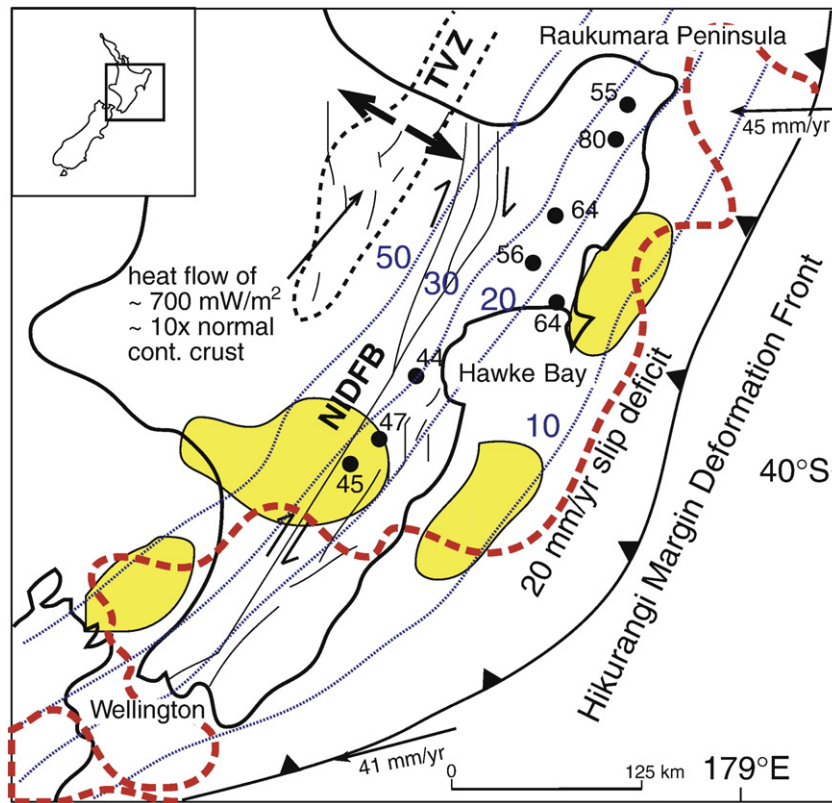 Raukumara Peninsula
TVZ
55
45 mm/yr
80
64
50
56
heat flow of
~ 700 mW/m²
~ 10x normal
cont. crust
30
20
64
44
Hawke Bay
NIDFB
10
47
45
40°S
20 mm/yr slip deficit
Hikurangi Margin Deformation Front
Wellington
41 mm/yr
0
125 km
179°E